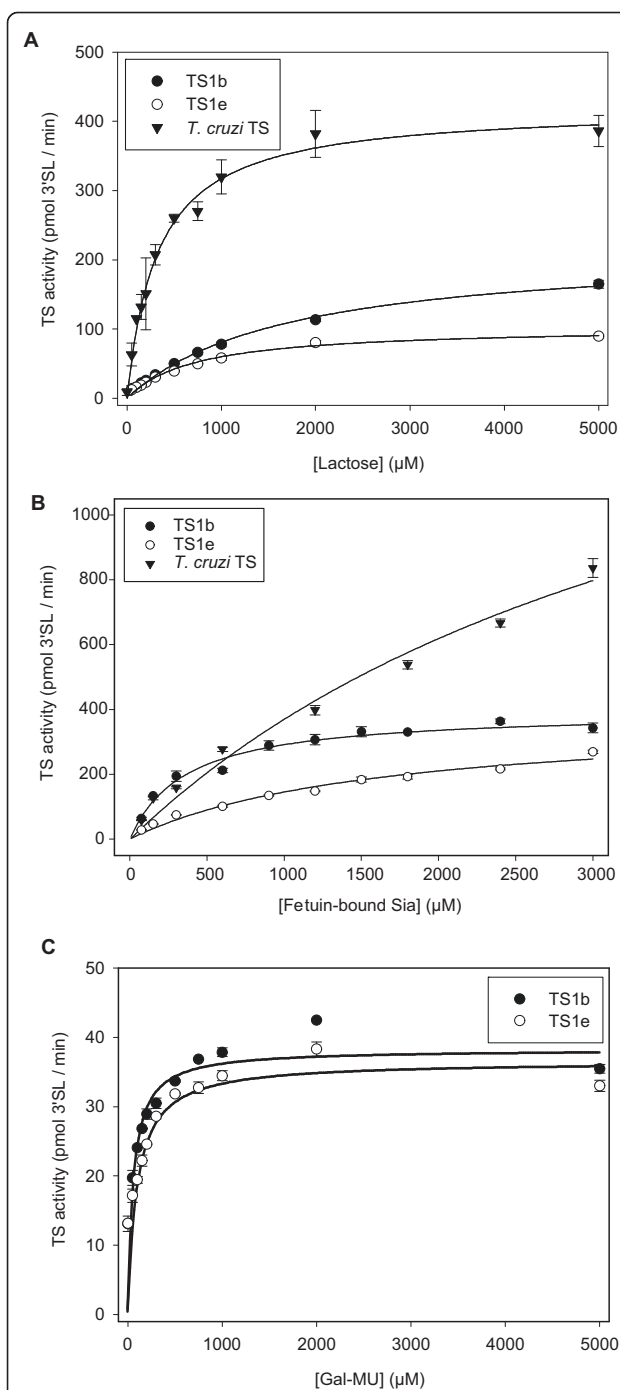 A
500
400
300
200
100
0
TS activity (pmol 3'SL / min)
TS1b
TS1e
T. cruzi TS
0 1000 2000 3000 4000 5000
[Lactose] (µM)
B
1000
800
600
400
200
0
TS activity (pmol 3'SL / min)
TS1b
TS1e
T. cruzi TS
0 500 1000 1500 2000 2500 3000
[Fetuin-bound Sia] (µM)
C
50
40
30
20
10
0
TS activity (pmol 3'SL / min)
TS1b
TS1e
0 1000 2000 3000 4000 5000
[Gal-MU] (µM)